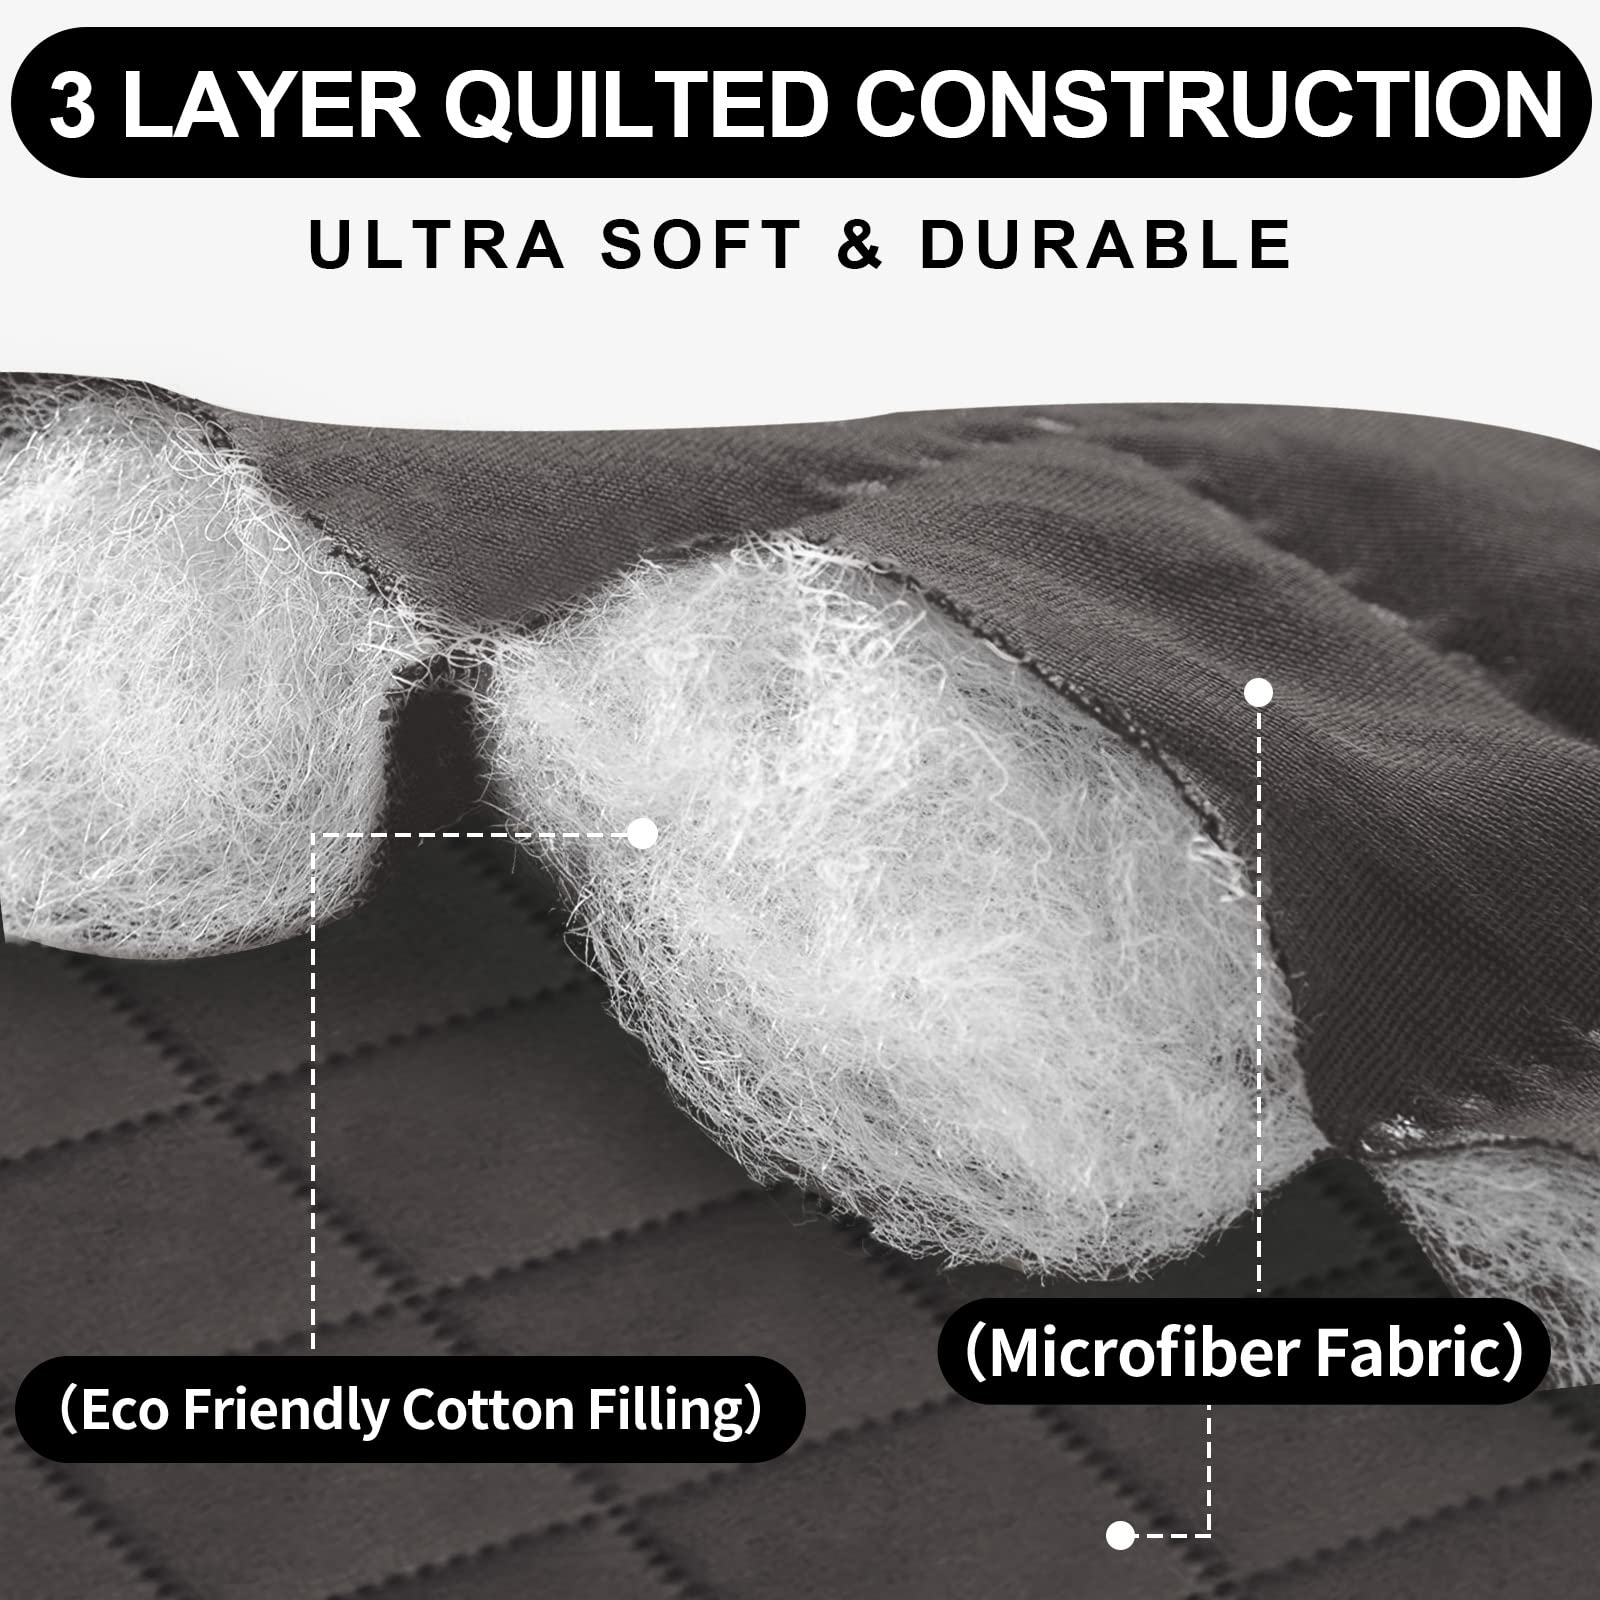 3 LAYER QUILTED CONSTRUCTION
ULTRA SOFT & DURABLE
(Microfiber Fabric)
(Eco Friendly Cotton Filling)